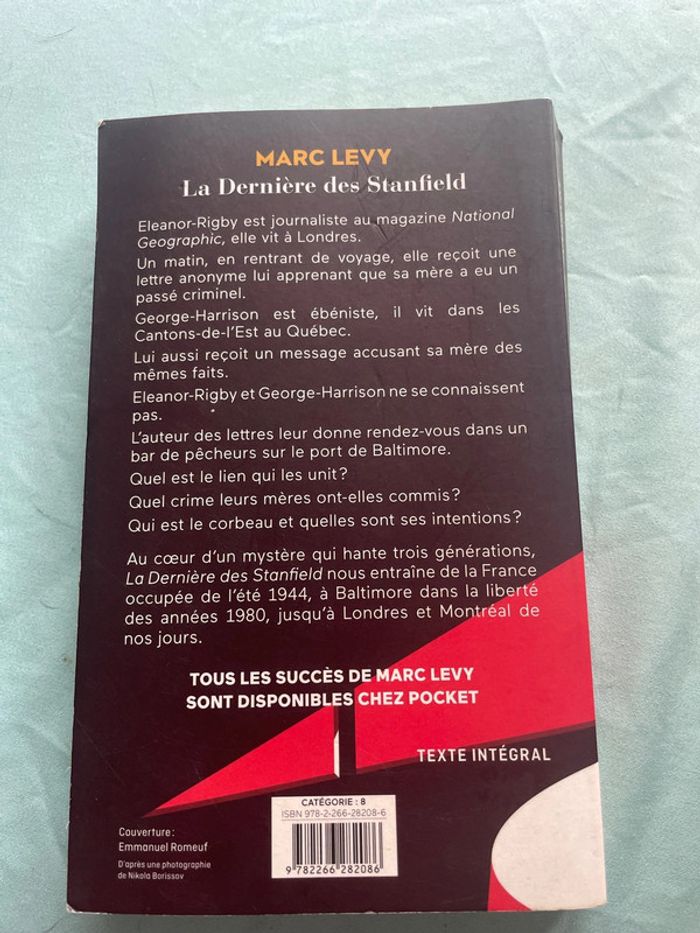 MARC LEVY
La Dernière des Stanfield
Eleanor-Rigby est journaliste au magazine National
Geographic, elle vit à Londres.
Un matin, en rentrant de voyage, elle reçoit une
lettre anonyme lui apprenant que sa mère a eu un
passé criminel.
George-Harrison est ébéniste, il vit dans les
Cantons-de-l'Est au Québec.
Lui aussi reçoit un message accusant sa mère des
mêmes faits.
Eleanor-Rigby et George-Harrison ne se connaissent
pas.
L'auteur des lettres leur donne rendez-vous dans un
bar de pêcheurs sur le port de Baltimore.
Quel est le lien qui les unit ?
Quel crime leurs mères ont-elles commis ?
Qui est le corbeau et quelles sont ses intentions ?
Au cœur d'un mystère qui hante trois générations,
La Dernière des Stanfield nous entraîne de la France
occupée de l'été 1944, à Baltimore dans la liberté
des années 1980, jusqu'à Londres et Montréal de
nos jours.
TOUS LES SUCCÈS DE MARC LEVY
SONT DISPONIBLES CHEZ POCKET
TEXTE INTÉGRAL
CATÉGORIE : 8
ISBN 978-2-266-28208-6
9 782266 282086
Couverture :
Emmanuel Romeuf
D'après une photographie
de Nikola Borissov